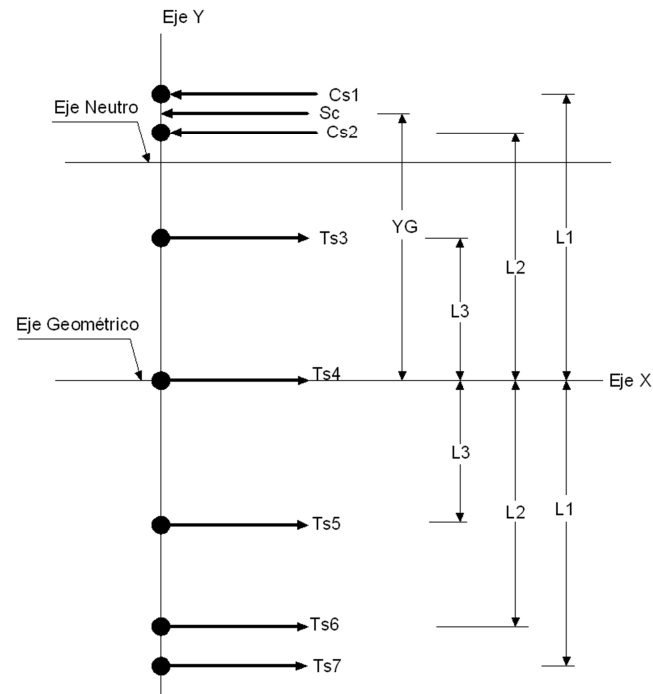 Eje Y
Cs1
Eje Neutro
Sc
Cs2
YG
L1
Ts3
L2
L3
Eje Geométrico
Ts4
Eje X
L3
L2
L1
Ts5
Ts6
Ts7